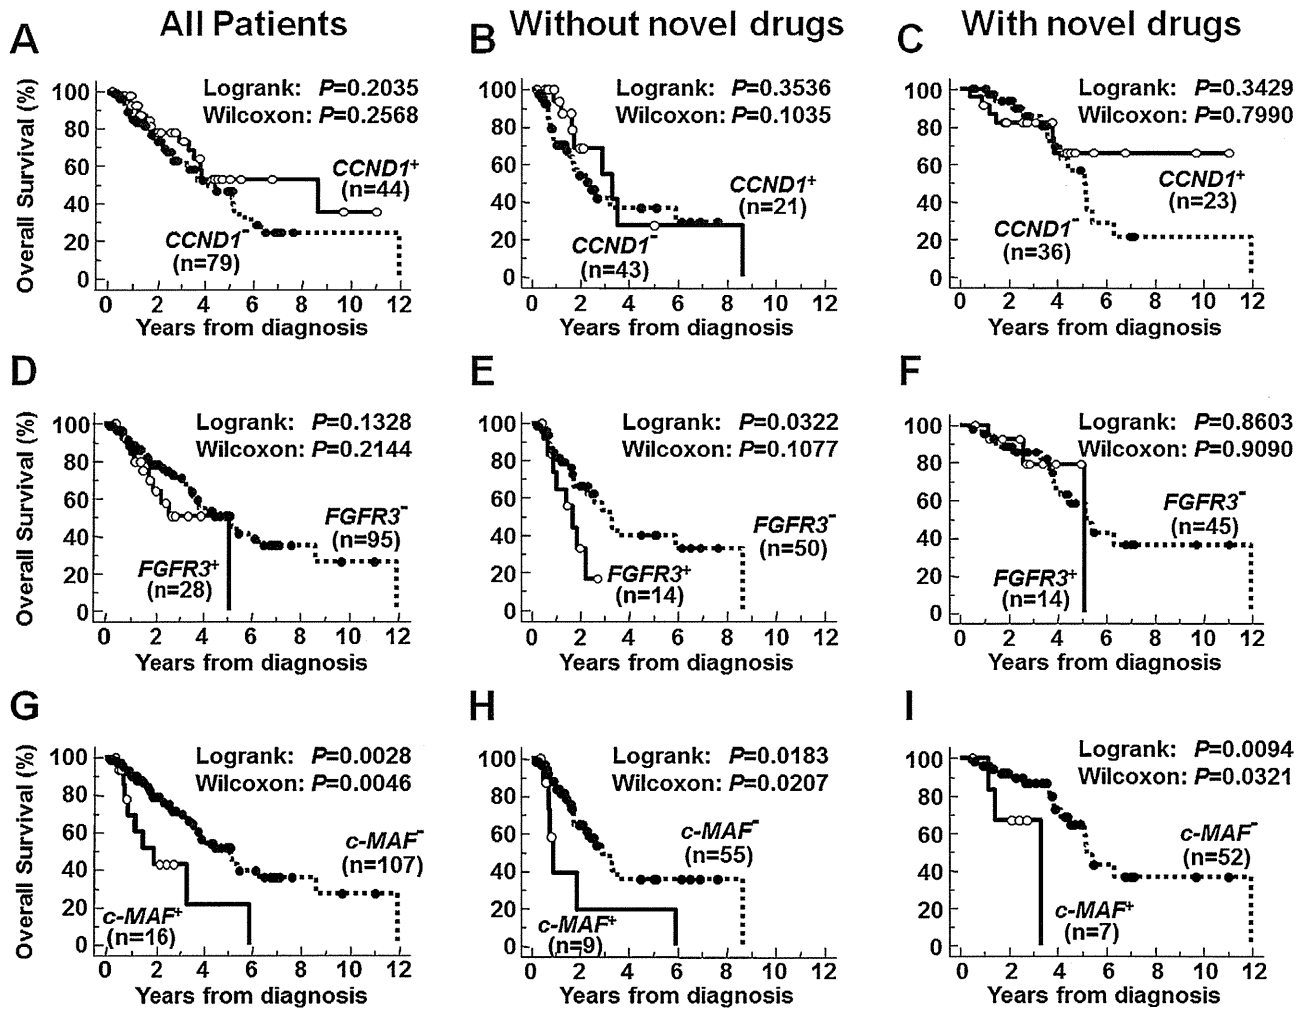 All Patients
Without novel drugs
With novel drugs
A
Overall Survival (%)
100
80
60
40
20
0
Logrank: P=0.2035
Wilcoxon: P=0.2568
CCND1+
(n=44)
CCND1-
(n=79)
0 2 4 6 8 10 12
Years from diagnosis
B
100
80
60
40
20
0
Logrank: P=0.3536
Wilcoxon: P=0.1035
CCND1+
(n=21)
CCND1-
(n=43)
0 2 4 6 8 10 12
Years from diagnosis
C
100
80
60
40
20
0
Logrank: P=0.3429
Wilcoxon: P=0.7990
CCND1+
(n=23)
CCND1-
(n=36)
0 2 4 6 8 10 12
Years from diagnosis
D
Overall Survival (%)
100
80
60
40
20
0
Logrank: P=0.1328
Wilcoxon: P=0.2144
FGFR3-
(n=95)
FGFR3+
(n=28)
0 2 4 6 8 10 12
Years from diagnosis
E
100
80
60
40
20
0
Logrank: P=0.0322
Wilcoxon: P=0.1077
FGFR3-
(n=50)
FGFR3+
(n=14)
0 2 4 6 8 10 12
Years from diagnosis
F
100
80
60
40
20
0
Logrank: P=0.8603
Wilcoxon: P=0.9090
FGFR3-
(n=45)
FGFR3+
(n=14)
0 2 4 6 8 10 12
Years from diagnosis
G
Overall Survival (%)
100
80
60
40
20
0
Logrank: P=0.0028
Wilcoxon: P=0.0046
c-MAF-
(n=107)
c-MAF+
(n=16)
0 2 4 6 8 10 12
Years from diagnosis
H
100
80
60
40
20
0
Logrank: P=0.0183
Wilcoxon: P=0.0207
c-MAF-
(n=55)
c-MAF+
(n=9)
0 2 4 6 8 10 12
Years from diagnosis
I
100
80
60
40
20
0
Logrank: P=0.0094
Wilcoxon: P=0.0321
c-MAF-
(n=52)
c-MAF+
(n=7)
0 2 4 6 8 10 12
Years from diagnosis